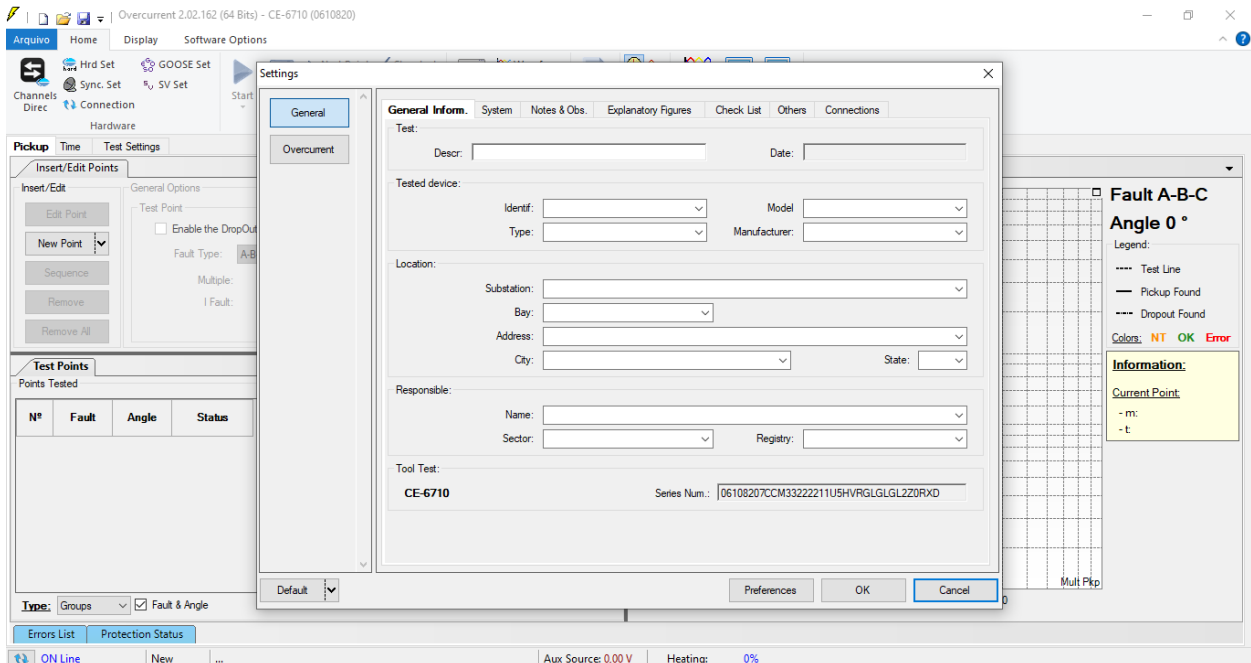 Overcurrent 2.02.162 (64 Bits) - CE-6710 (0610820)
Arquivo Home Display Software Options
Channels Direc
Hrd Set
Sync. Set
Connection
GOOSE Set
SV Set
Hardware
Start
Pickup Time Test Settings
Insert/Edit Points
Insert/Edit
Edit Point
New Point
Sequence
Remove
Remove All
General Options
Test Point
Enable the DropOut
Fault Type: A-B
Multiple:
I Fault:
Test Points
Points Tested
Nº Fault Angle Status
Type: Groups Fault & Angle
Errors List Protection Status
ON Line New ... Aux Source: 0.00 V Heating: 0%
Settings
General
Overcurrent
General Inform. System Notes & Obs. Explanatory Figures Check List Others Connections
Test:
Descr: Date:
Tested device:
Identif: Model
Type: Manufacturer:
Location:
Substation:
Bay:
Address:
City: State:
Responsible:
Name:
Sector: Registry:
Tool Test:
CE-6710 Series Num.: 06108207CCM33222211U5HVRGLGLGL2Z0RXD
Default Preferences OK Cancel
Fault A-B-C
Angle 0 °
Legend:
Test Line
Pickup Found
Dropout Found
Colors: NT OK Error
Information:
Current Point:
- m:
- t:
Mult Pkp
0